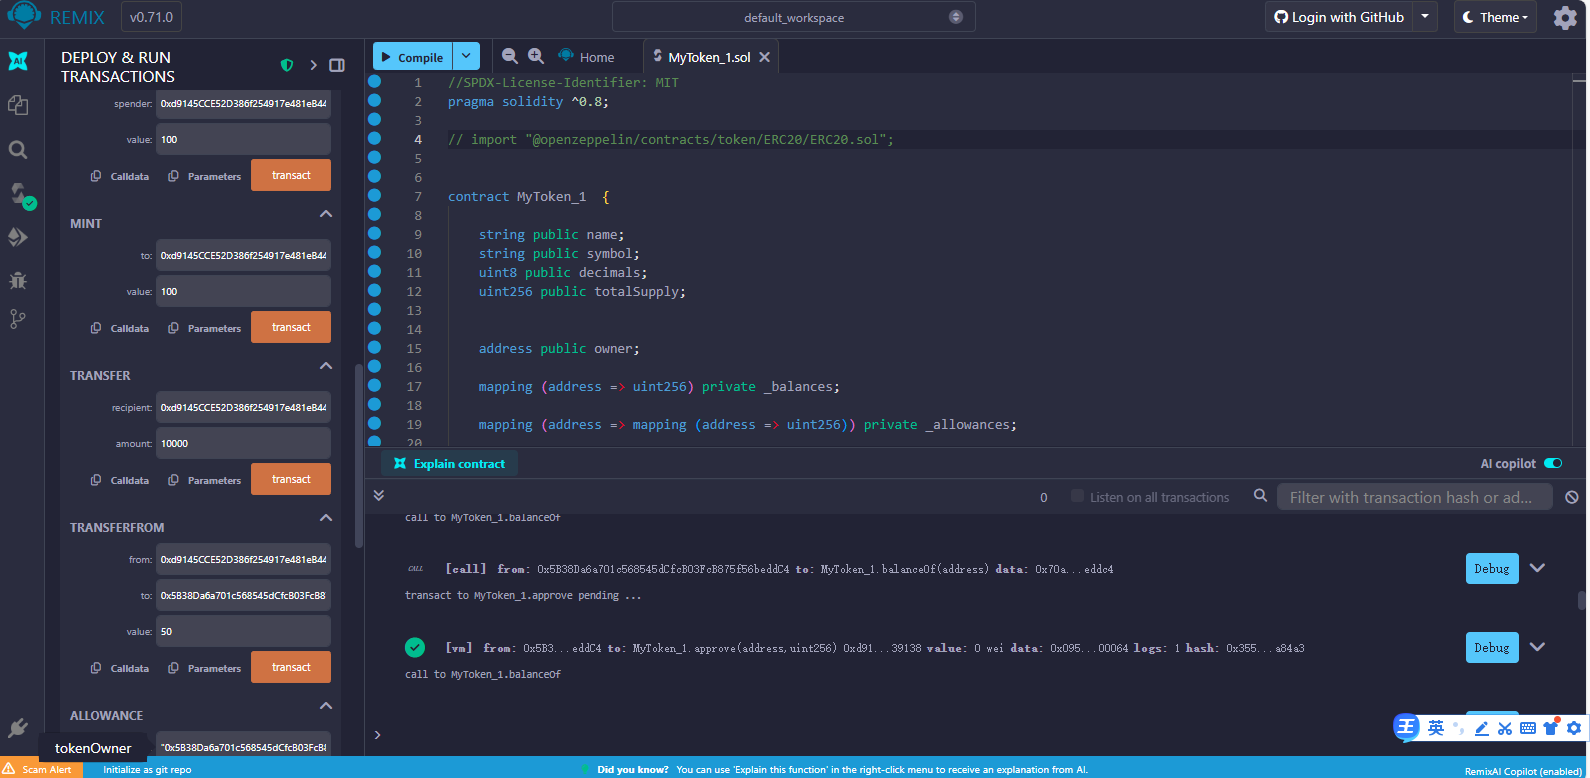 REMIX v0.71.0 default_workspace Login with GitHub Theme
DEPLOY & RUN
TRANSACTIONS
Compile Home MyToken_1.sol
spender: 0xd9145CCE52D386f254917e481eB44
value: 100
Calldata Parameters transact
MINT
to: 0xd9145CCE52D386f254917e481eB44
value: 100
Calldata Parameters transact
TRANSFER
recipient: 0xd9145CCE52D386f254917e481eB44
amount: 10000
Calldata Parameters transact
TRANSFERFROM
from: 0xd9145CCE52D386f254917e481eB44
to: 0x5B38Da6a701c568545dCfcB03FcB8
value: 50
Calldata Parameters transact
ALLOWANCE
tokenOwner "0x5B38Da6a701c568545dCfcB03FcB8
1 //SPDX-License-Identifier: MIT
2 pragma solidity ^0.8;
3
4 // import "@openzeppelin/contracts/token/ERC20/ERC20.sol";
5
6
7 contract MyToken_1 {
8
9 string public name;
10 string public symbol;
11 uint8 public decimals;
12 uint256 public totalSupply;
13
14
15 address public owner;
16
17 mapping (address => uint256) private _balances;
18
19 mapping (address => mapping (address => uint256)) private _allowances;
20
Explain contract AI copilot
0 Listen on all transactions Filter with transaction hash or ad...
call to MyToken_1.balanceOf
CALL [call] from: 0x5B38Da6a701c568545dCfcB03FcB875f56beddC4 to: MyToken_1.balanceOf(address) data: 0x70a...eddc4 Debug
transact to MyToken_1.approve pending ...
[vm] from: 0x5B3...eddC4 to: MyToken_1.approve(address,uint256) 0xd91...39138 value: 0 wei data: 0x095...00064 logs: 1 hash: 0x355...a84a3 Debug
call to MyToken_1.balanceOf
>
王 英
Scam Alert Initialize as git repo Did you know? You can use 'Explain this function' in the right-click menu to receive an explanation from AI. RemixAI Copilot (enabled)